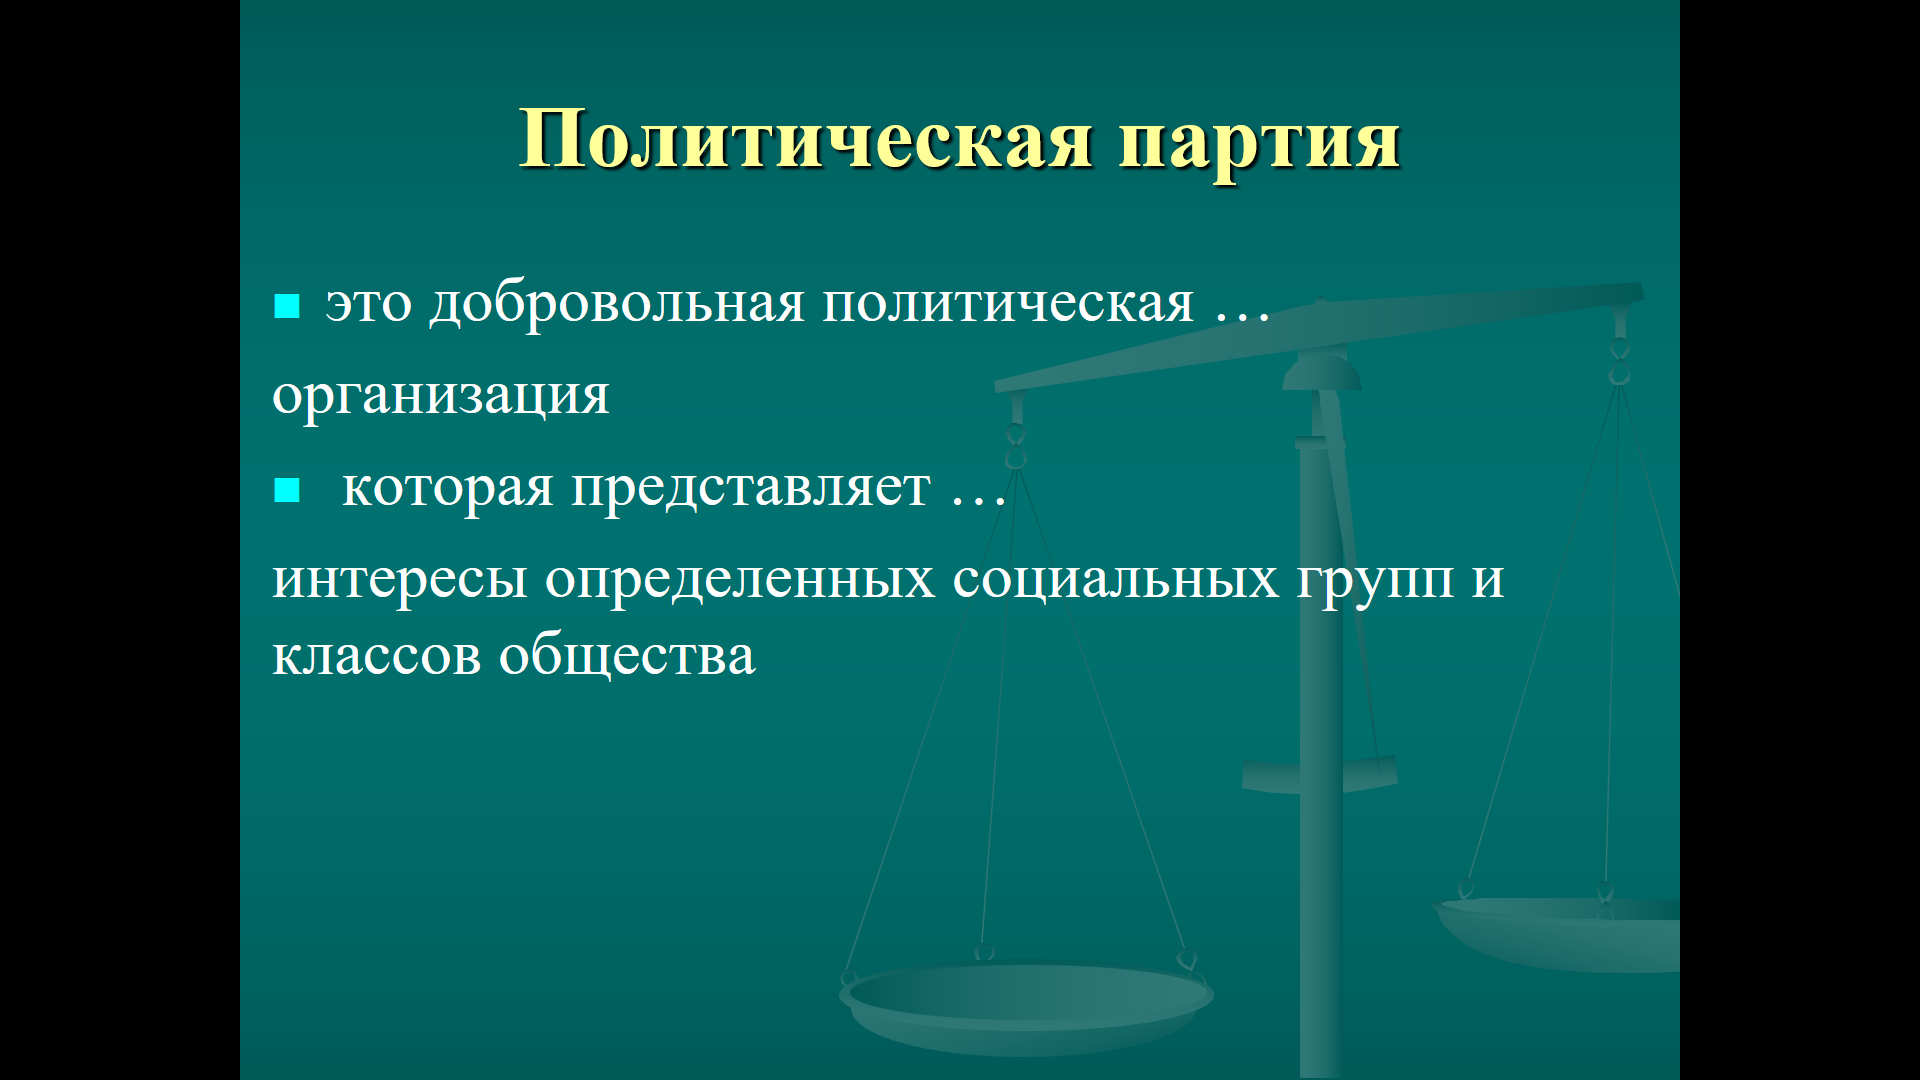 Политическая партия
это добровольная политическая …
организация
которая представляет …
интересы определенных социальных групп и
классов общества